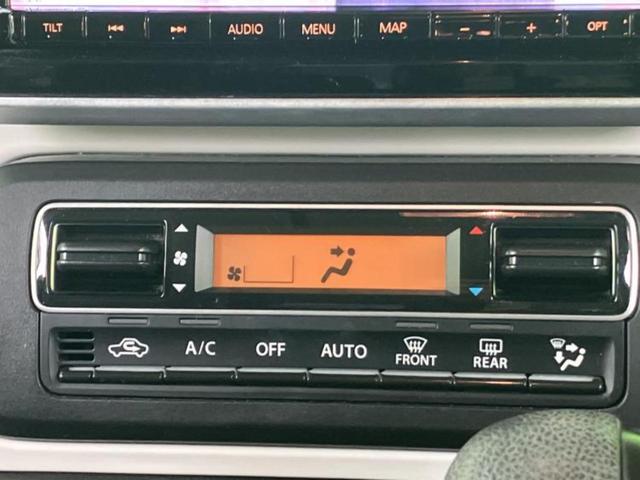 TILT AUDIO MENU MAP - + OPT
A/C OFF AUTO FRONT REAR